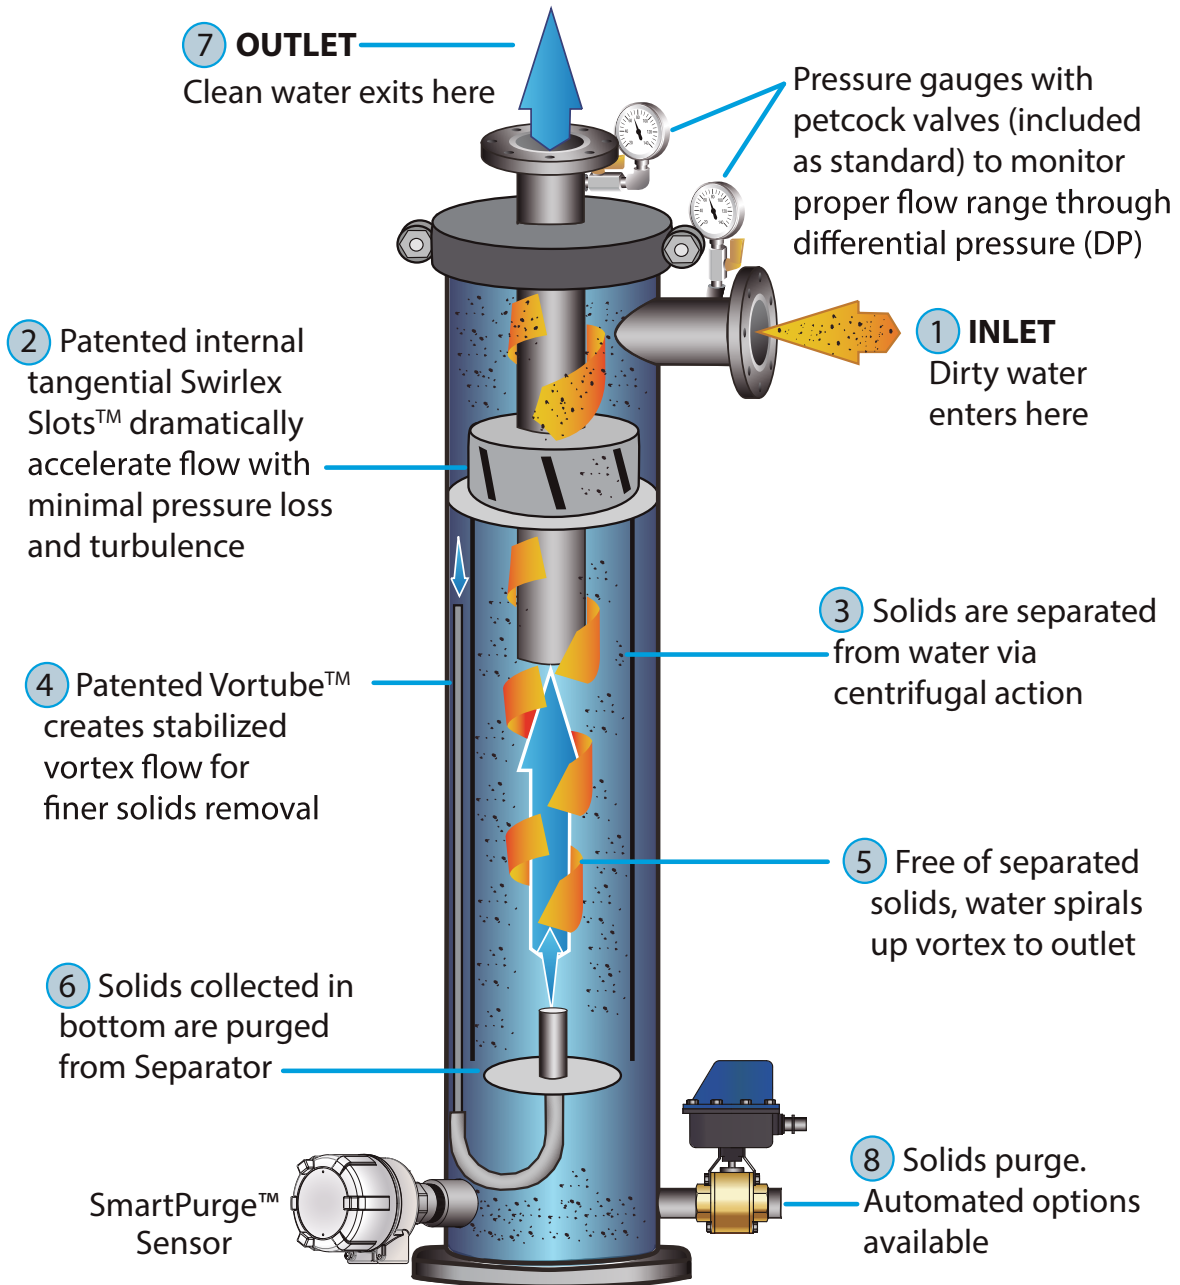 7 OUTLET
Clean water exits here
Pressure gauges with
petcock valves (included
as standard) to monitor
proper flow range through
differential pressure (DP)
1 INLET
Dirty water
enters here
2 Patented internal
tangential Swirlex
Slots™ dramatically
accelerate flow with
minimal pressure loss
and turbulence
3 Solids are separated
from water via
centrifugal action
4 Patented Vortube™
creates stabilized
vortex flow for
finer solids removal
5 Free of separated
solids, water spirals
up vortex to outlet
6 Solids collected in
bottom are purged
from Separator
SmartPurge™
Sensor
8 Solids purge.
Automated options
available